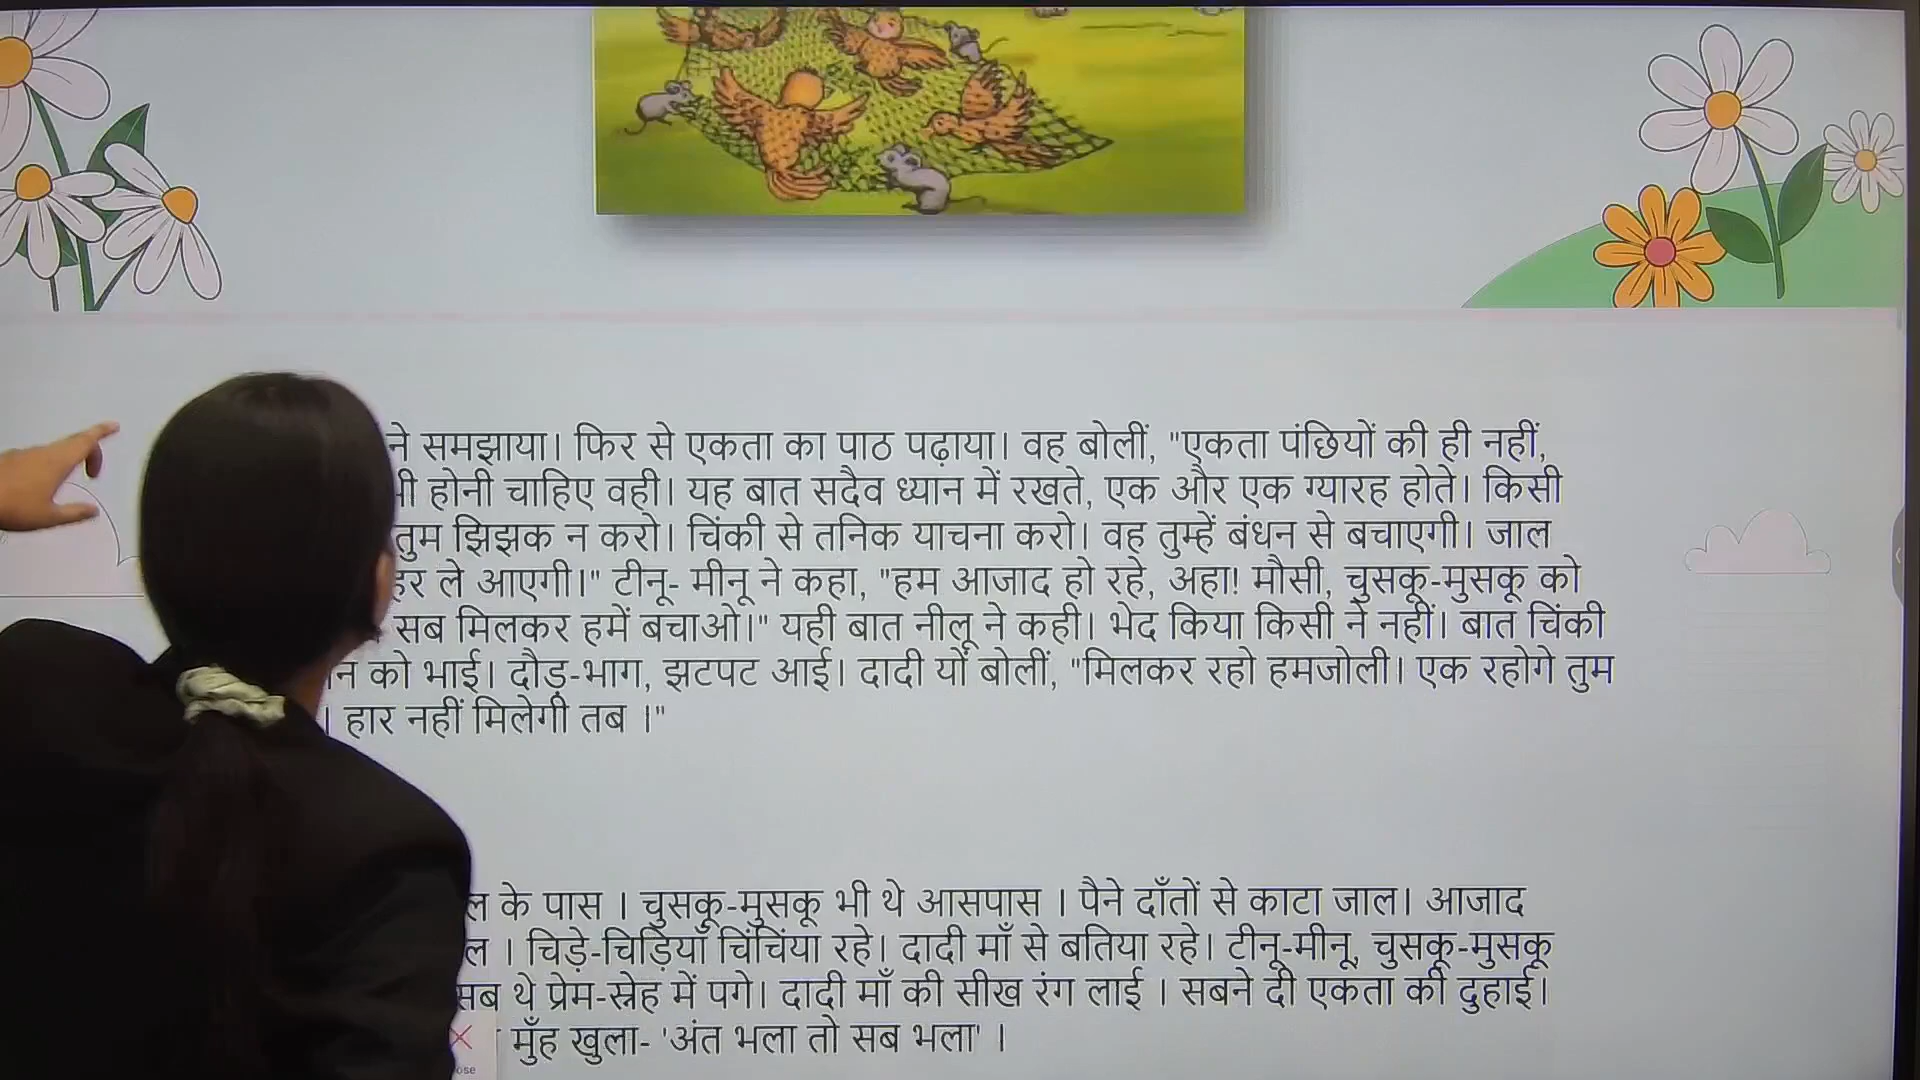 ने समझाया। फिर से एकता का पाठ पढ़ाया। वह बोलीं, "एकता पंछियों की ही नहीं,
होनी चाहिए वही। यह बात सदैव ध्यान में रखते, एक और एक ग्यारह होते। किसी
तुम झिझक न करो। चिंकी से तनिक याचना करो। वह तुम्हें बंधन से बचाएगी। जाल
ले आएगी।" टीनू- मीनू ने कहा, "हम आजाद हो रहे, अहा! मौसी, चुसकू-मुसकू को
सब मिलकर हमें बचाओ।" यही बात नीलू ने कही। भेद किया किसी ने नहीं। बात चिंकी
को भाई। दौड़-भाग, झटपट आई। दादी यों बोलीं, "मिलकर रहो हमजोली। एक रहोगे तुम
। हार नहीं मिलेगी तब ।"
के पास । चुसकू-मुसकू भी थे आसपास । पैने दाँतों से काटा जाल। आजाद
। चिड़े-चिड़ियाँ चिंचिंया रहे। दादी माँ से बतिया रहे। टीनू-मीनू, चुसकू-मुसकू
सब थे प्रेम-स्नेह में पगे। दादी माँ की सीख रंग लाई । सबने दी एकता की दुहाई।
मुँह खुला- 'अंत भला तो सब भला' ।